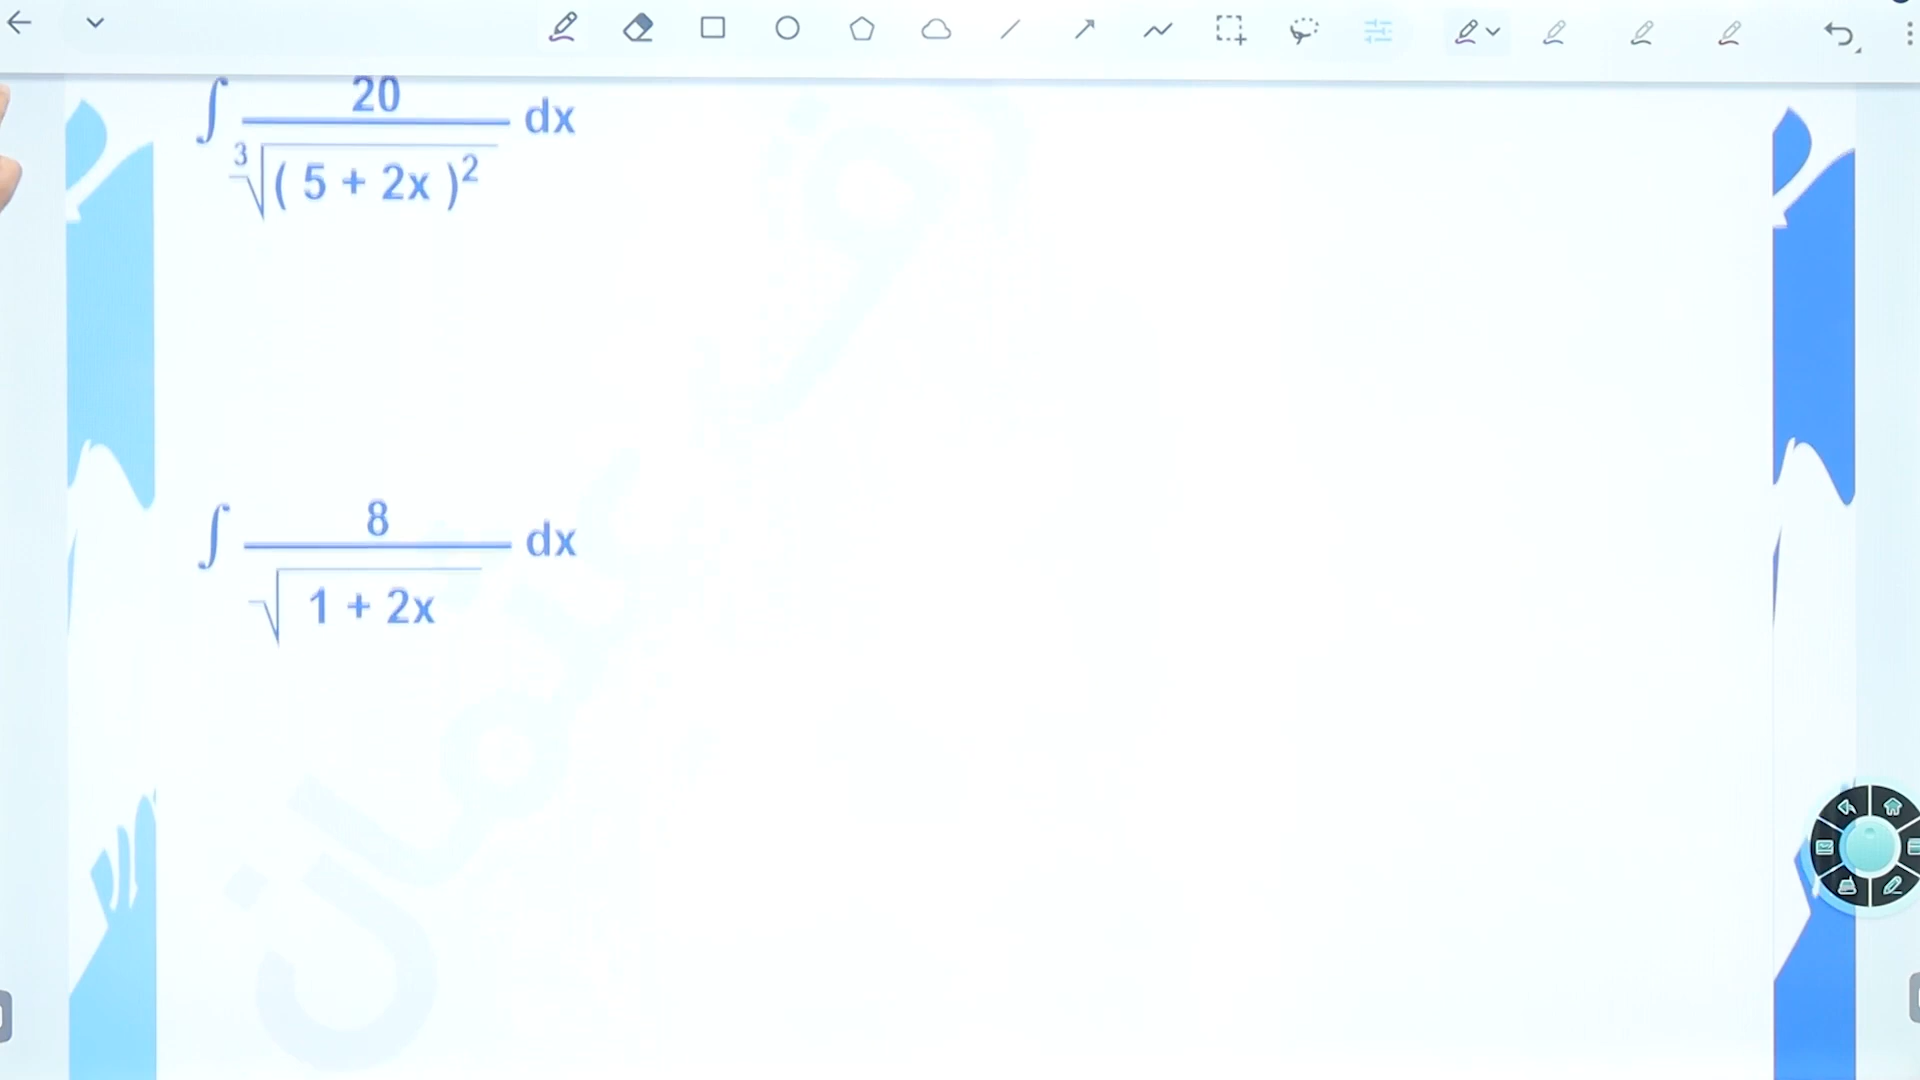 ∫ 20 / ∛(( 5 + 2x )²) dx
∫ 8 / √(1 + 2x) dx